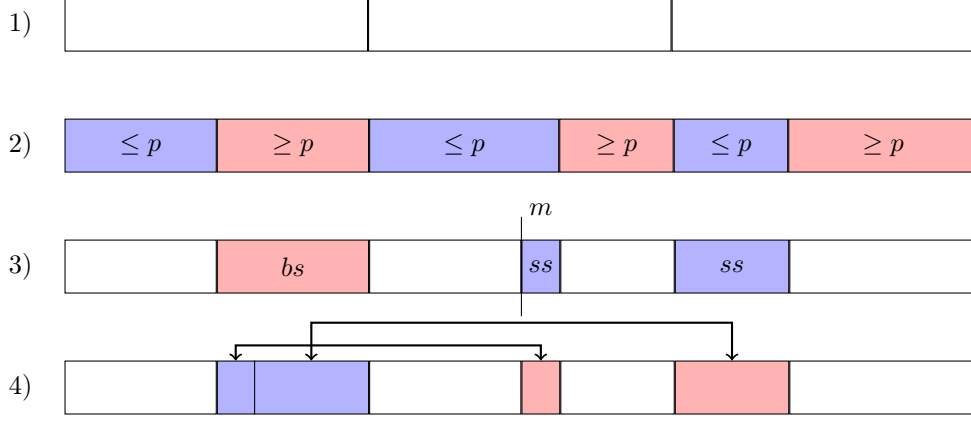 1)
2) ≤ p ≥ p ≤ p ≥ p ≤ p ≥ p
m
3) bs ss ss
4)